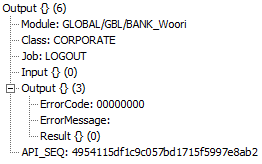 Output {} (6)
Module: GLOBAL/GBL/BANK_Woori
Class: CORPORATE
Job: LOGOUT
Input {} (0)
Output {} (3)
ErrorCode: 00000000
ErrorMessage:
Result {} (0)
API_SEQ: 4954115df1c9c057bd1715f5997e8ab2